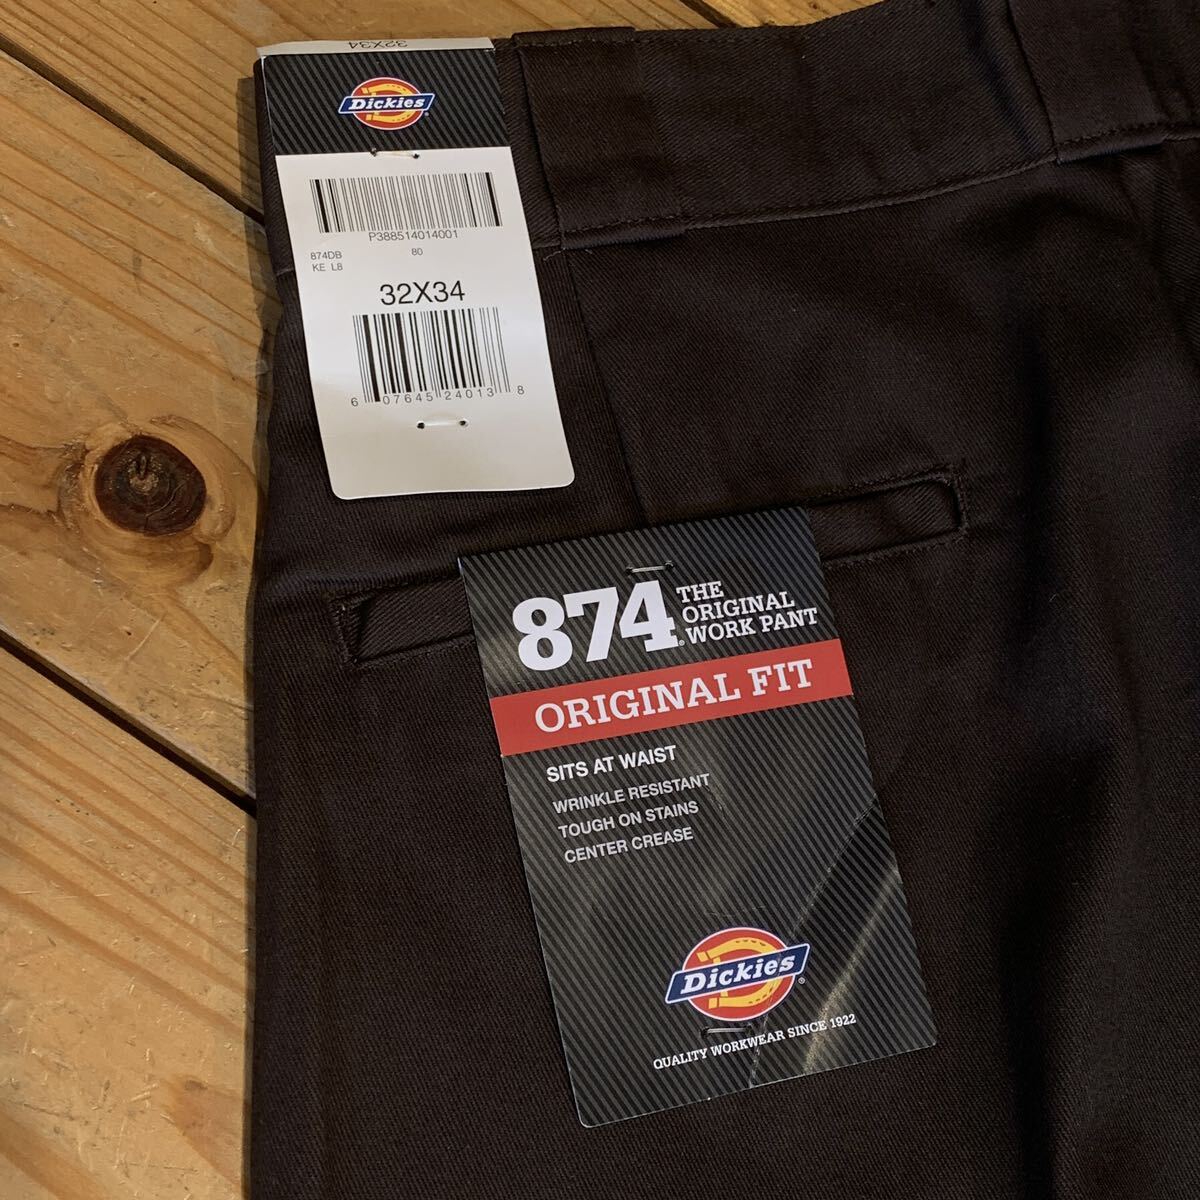 32X34
Dickies
P388514014001
874DB 80
KE L8
32X34
6 07645 24013 8
874 THE
ORIGINAL
WORK PANT
ORIGINAL FIT
SITS AT WAIST
WRINKLE RESISTANT
TOUGH ON STAINS
CENTER CREASE
Dickies
QUALITY WORKWEAR SINCE 1922